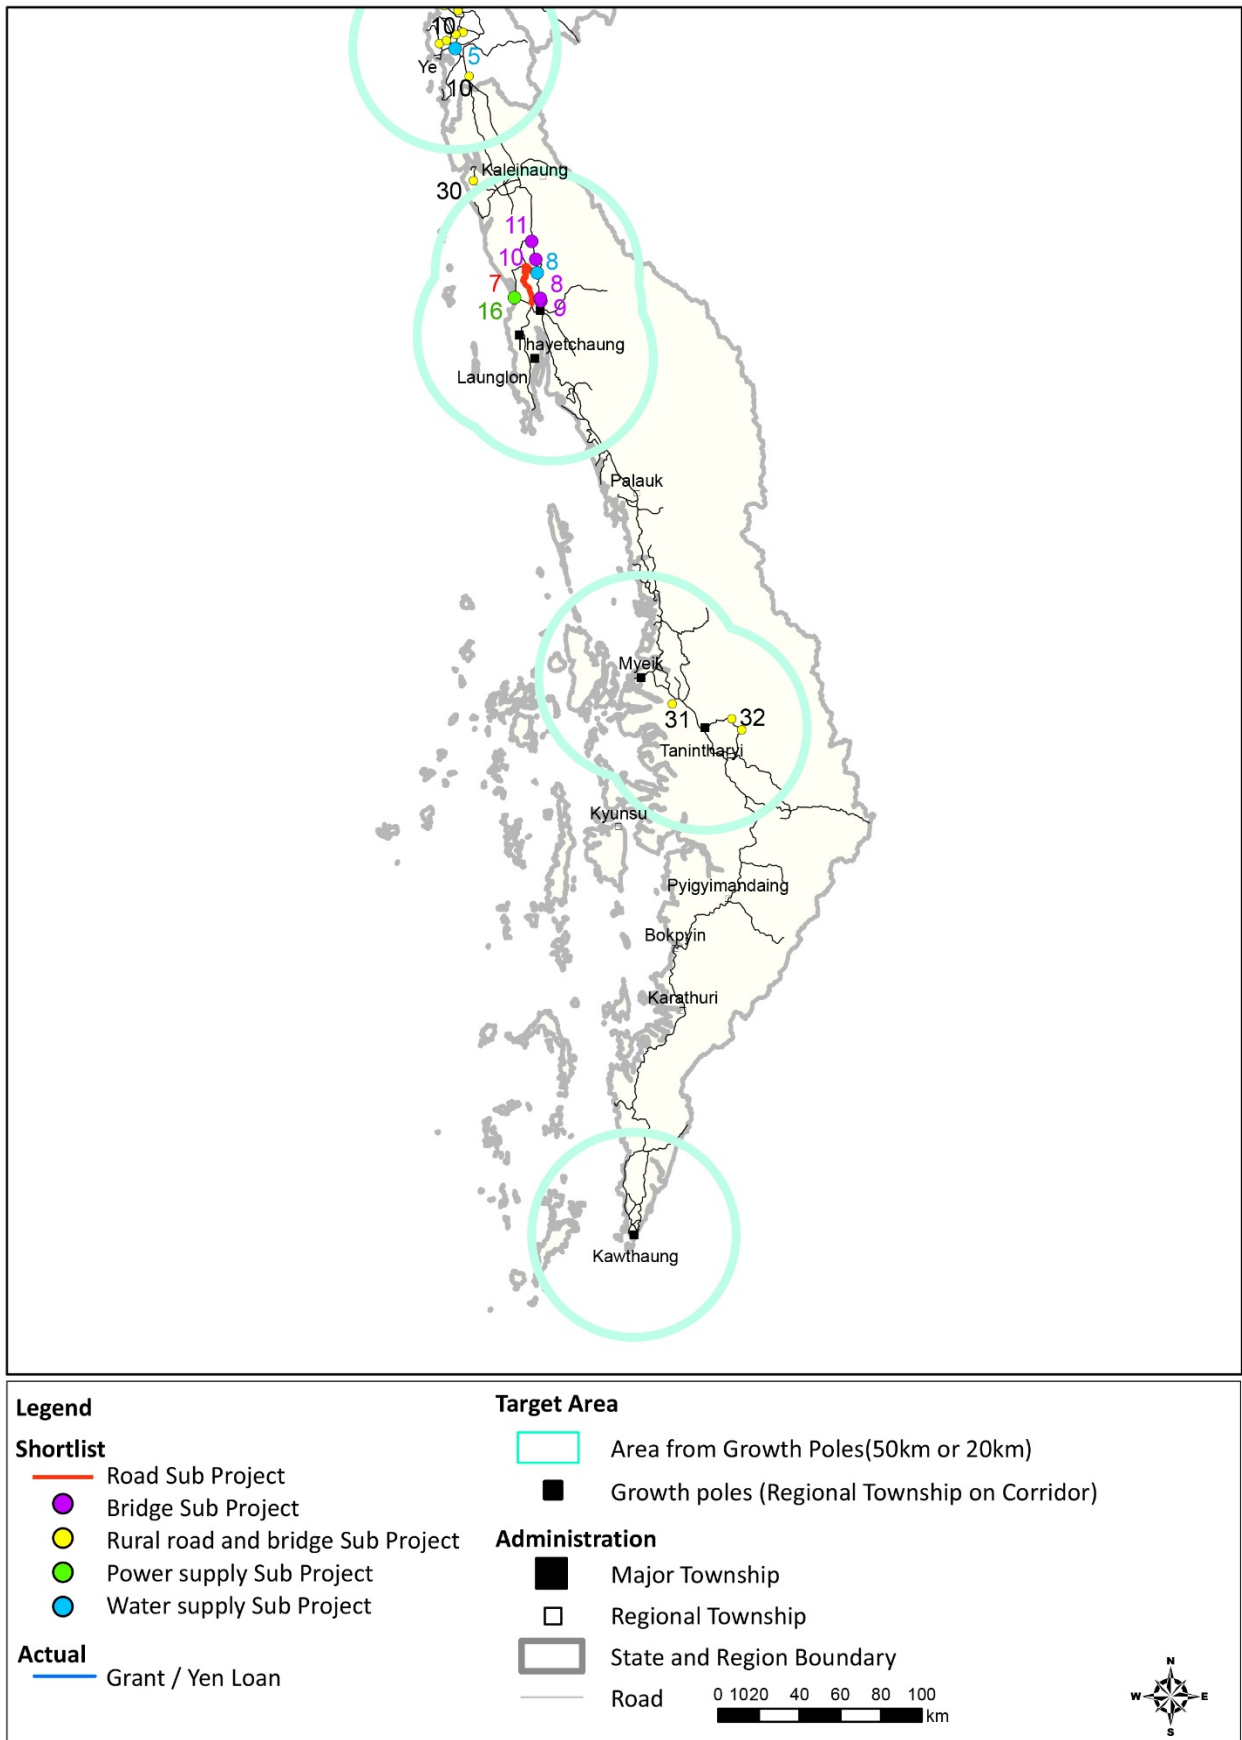 10
5
Ye
10
Kaleinaung
30
11
10
8
7
8
16
9
Thayetchaung
Launglon
Palauk
Myeik
31
32
Tanintharyi
Kyunsu
Pyigyimandaing
Bokpyin
Karathuri
Kawthaung
Legend
Shortlist
Road Sub Project
Bridge Sub Project
Rural road and bridge Sub Project
Power supply Sub Project
Water supply Sub Project
Actual
Grant / Yen Loan
Target Area
Area from Growth Poles(50km or 20km)
Growth poles (Regional Township on Corridor)
Administration
Major Township
Regional Township
State and Region Boundary
Road
0 1020 40 60 80 100
km
N
W E
S